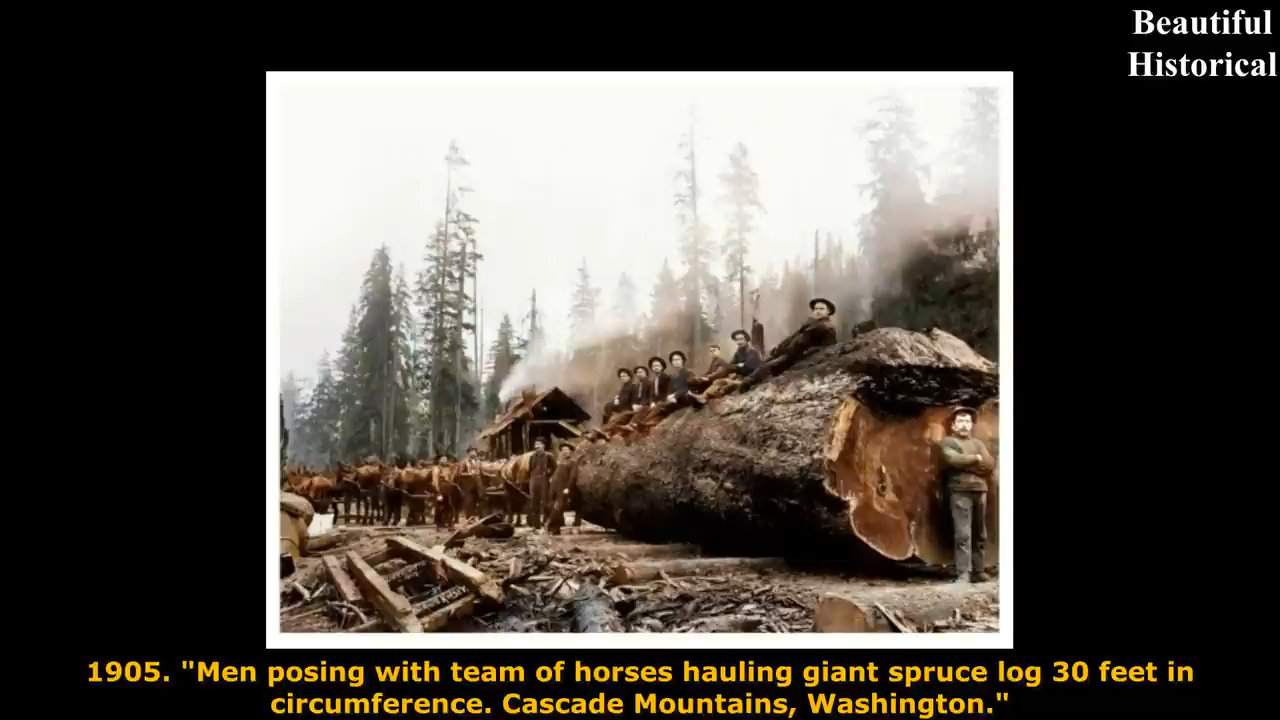 Beautiful
Historical
1905. "Men posing with team of horses hauling giant spruce log 30 feet in
circumference. Cascade Mountains, Washington."